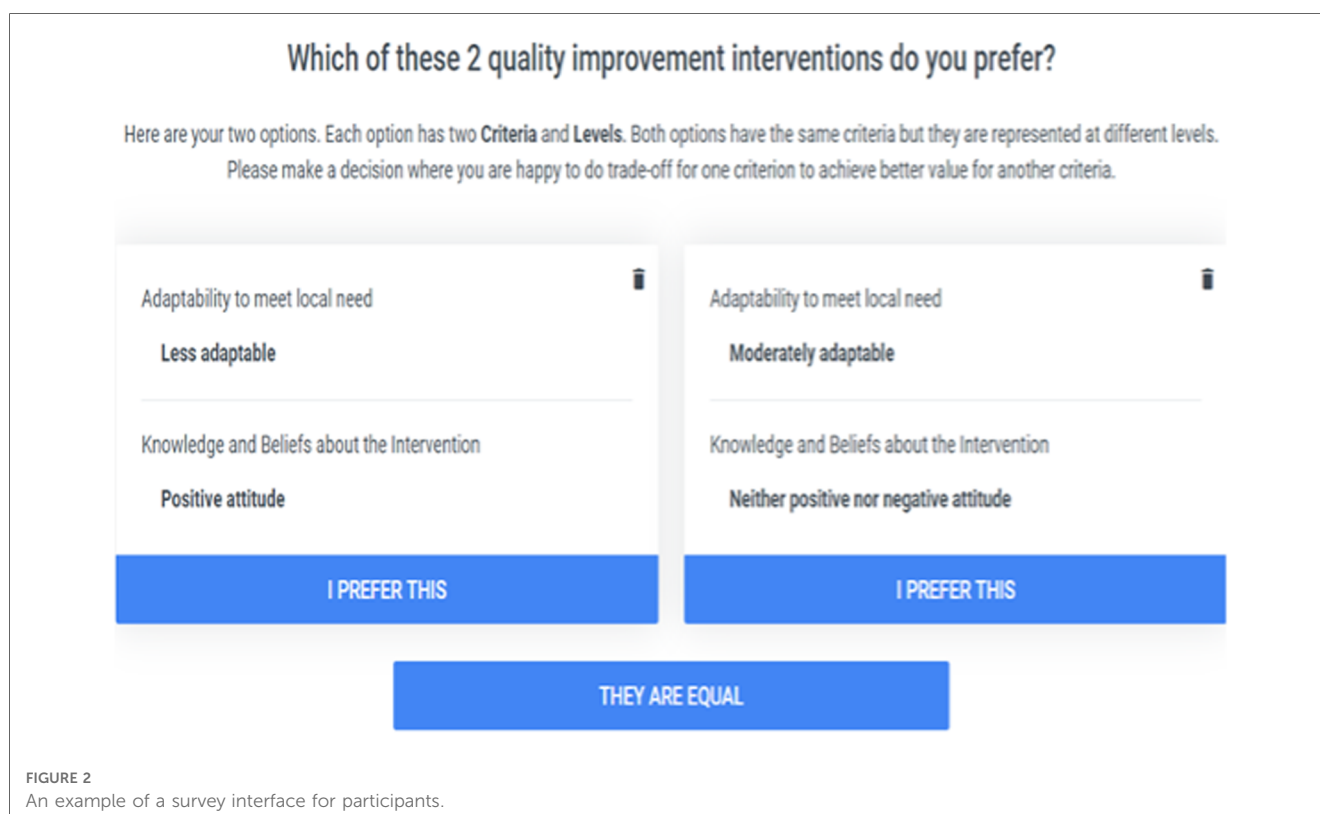 Which of these 2 quality improvement interventions do you prefer?
Here are your two options. Each option has two Criteria and Levels. Both options have the same criteria but they are represented at different levels.
Please make a decision where you are happy to do trade-off for one criterion to achieve better value for another criteria.
Adaptability to meet local need
Less adaptable
Knowledge and Beliefs about the Intervention
Positive attitude
I PREFER THIS
Adaptability to meet local need
Moderately adaptable
Knowledge and Beliefs about the Intervention
Neither positive nor negative attitude
I PREFER THIS
THEY ARE EQUAL
FIGURE 2
An example of a survey interface for participants.